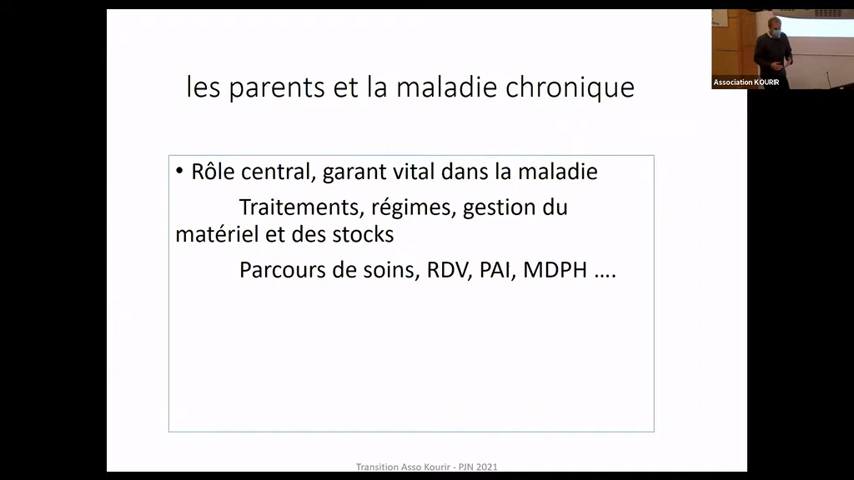 les parents et la maladie chronique
Association KOURIR
• Rôle central, garant vital dans la maladie
Traitements, régimes, gestion du
matériel et des stocks
Parcours de soins, RDV, PAI, MDPH ....
Transition Asso Kourir - PJN 2021